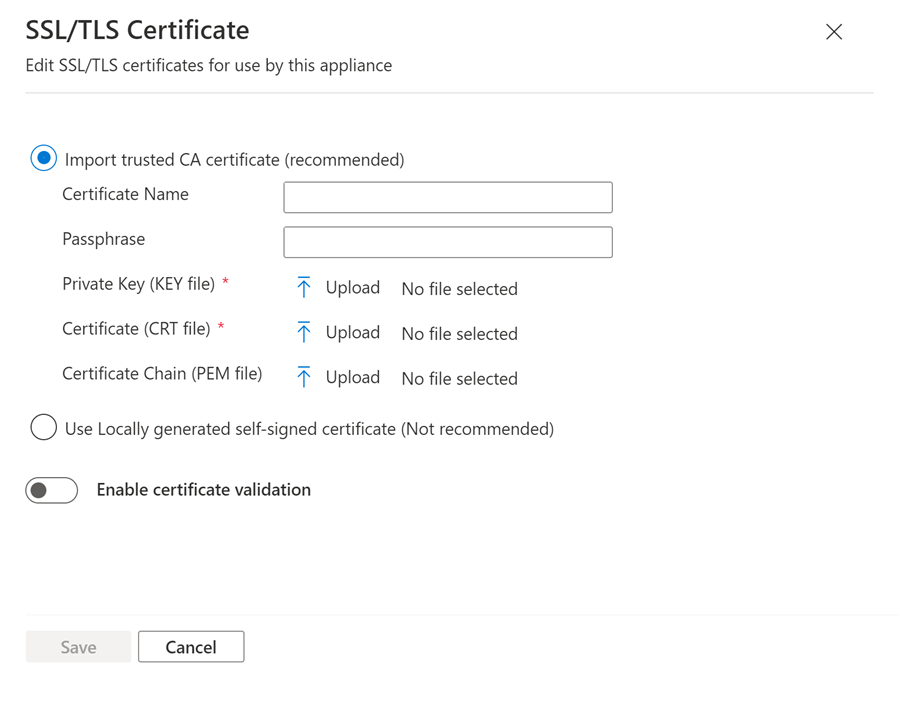 SSL/TLS Certificate
Edit SSL/TLS certificates for use by this appliance
Import trusted CA certificate (recommended)
Certificate Name
Passphrase
Private Key (KEY file) * Upload No file selected
Certificate (CRT file) * Upload No file selected
Certificate Chain (PEM file) Upload No file selected
Use Locally generated self-signed certificate (Not recommended)
Enable certificate validation
Save Cancel